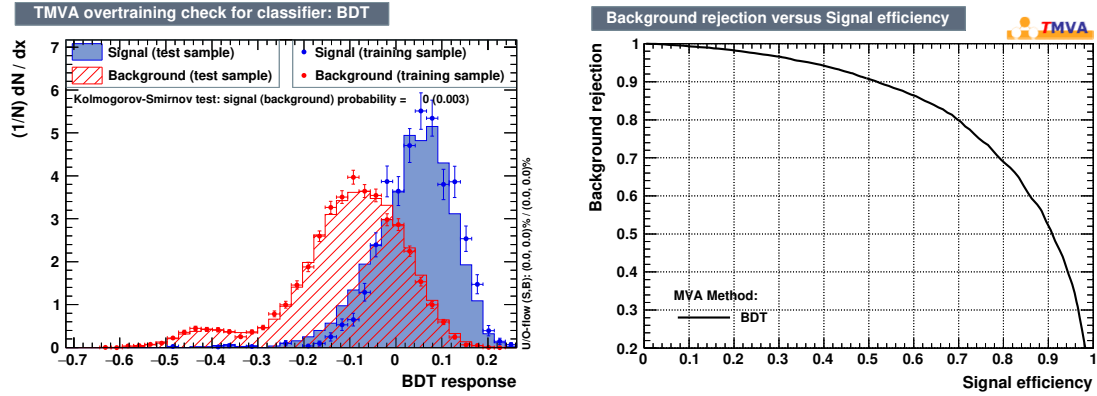 TMVA overtraining check for classifier: BDT
(1/N) dN / dx
7
6
5
4
3
2
1
0
Signal (test sample)
Background (test sample)
Signal (training sample)
Background (training sample)
Kolmogorov-Smirnov test: signal (background) probability = 0 (0.003)
U/O-flow (S,B): (0.0, 0.0)% / (0.0, 0.0)%
−0.7 −0.6 −0.5 −0.4 −0.3 −0.2 −0.1 0 0.1 0.2
BDT response
Background rejection versus Signal efficiency
TMVA
Background rejection
1
0.9
0.8
0.7
0.6
0.5
0.4
0.3
0.2
MVA Method:
BDT
0 0.1 0.2 0.3 0.4 0.5 0.6 0.7 0.8 0.9 1
Signal efficiency